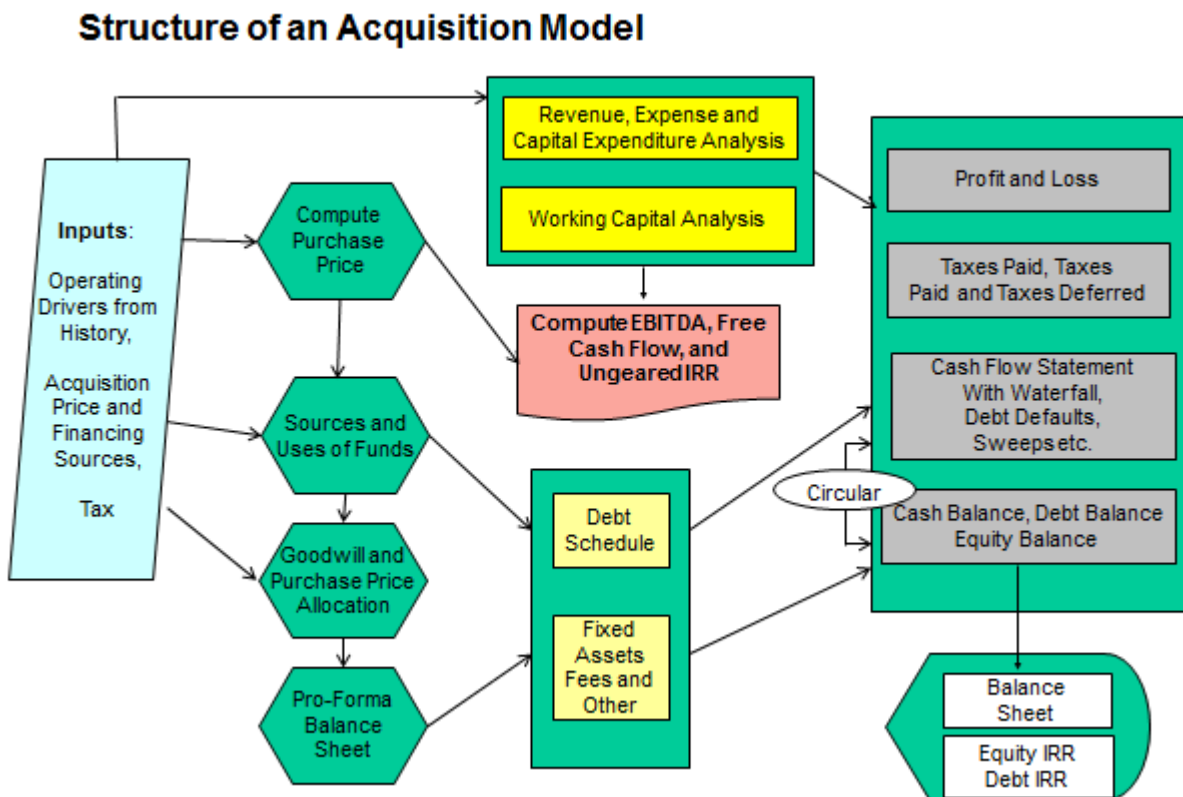 Structure of an Acquisition Model
Inputs:
Operating
Drivers from
History,
Acquisition
Price and
Financing
Sources,
Tax
Compute
Purchase
Price
Sources and
Uses of Funds
Goodwill and
Purchase Price
Allocation
Pro-Forma
Balance
Sheet
Revenue, Expense and
Capital Expenditure Analysis
Working Capital Analysis
Compute EBITDA, Free
Cash Flow, and
Ungeared IRR
Debt
Schedule
Fixed
Assets
Fees and
Other
Profit and Loss
Taxes Paid, Taxes
Paid and Taxes Deferred
Cash Flow Statement
With Waterfall,
Debt Defaults,
Sweeps etc.
Circular
Cash Balance, Debt Balance
Equity Balance
Balance
Sheet
Equity IRR
Debt IRR